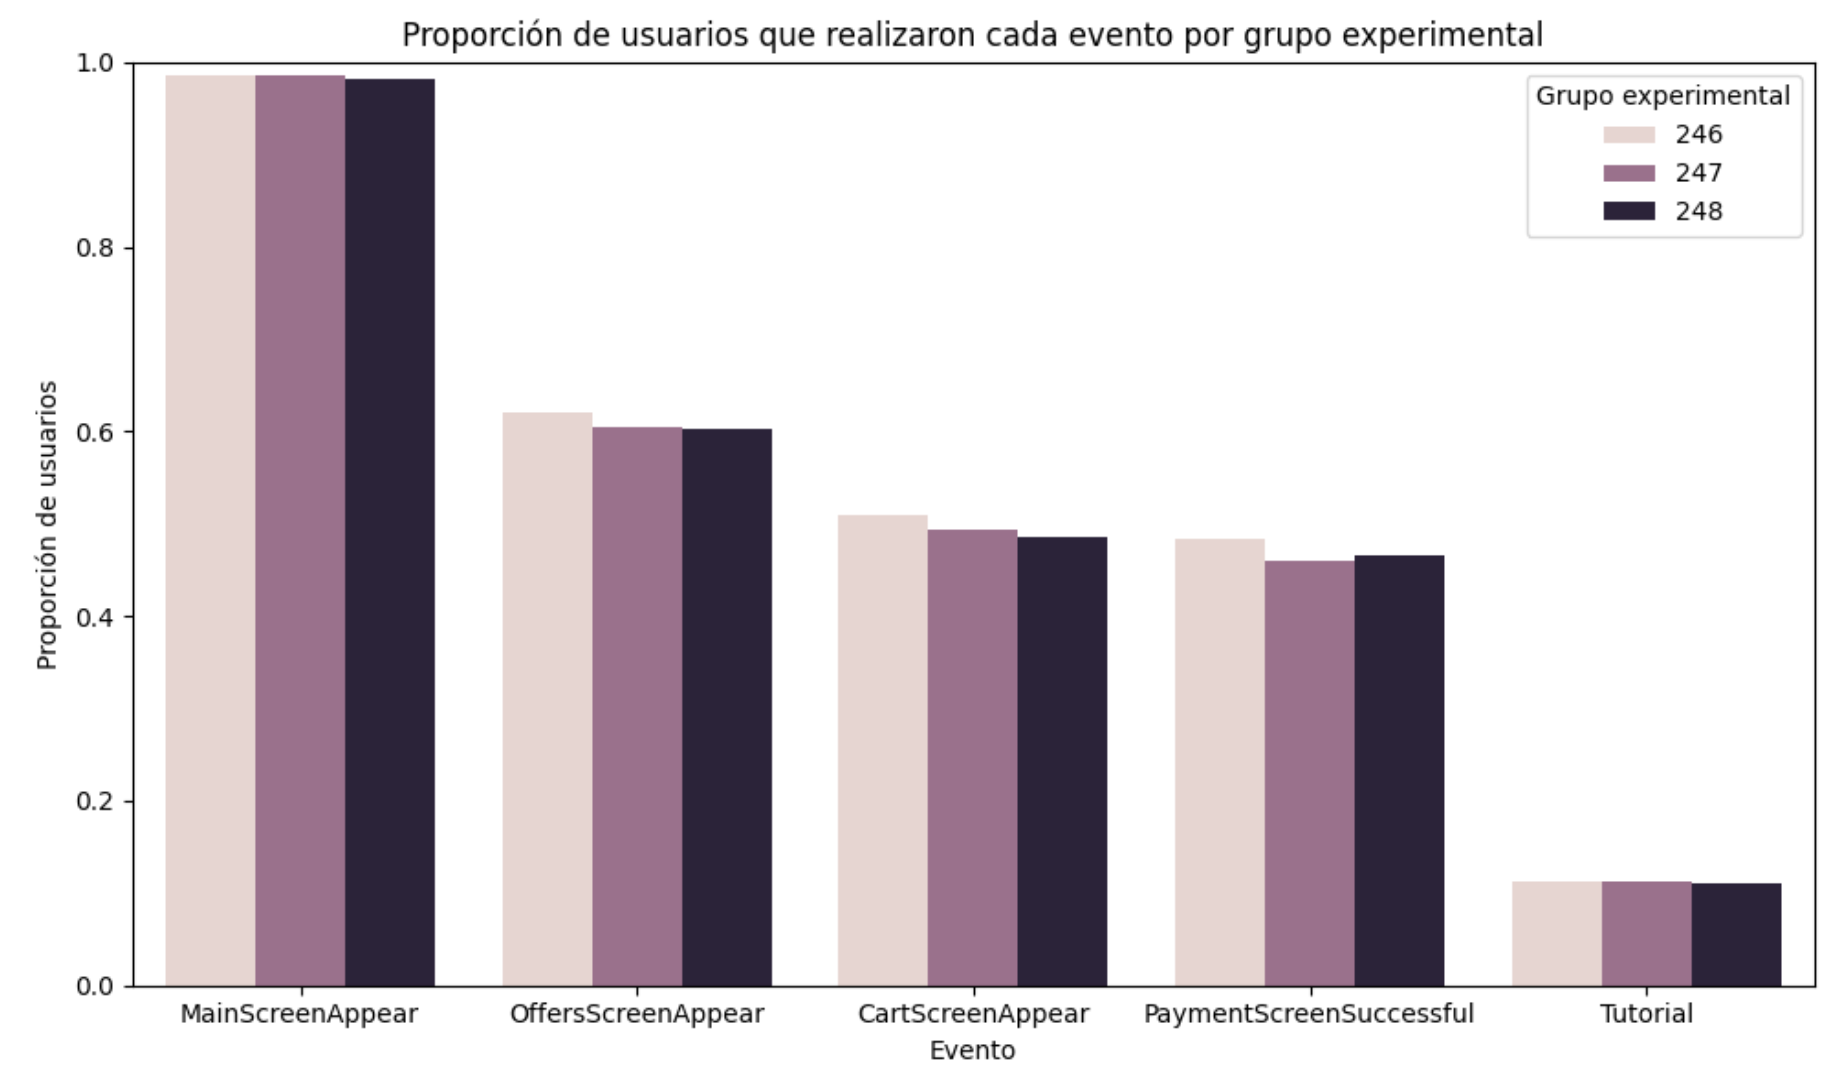 Proporción de usuarios que realizaron cada evento por grupo experimental
Proporción de usuarios
1.0
0.8
0.6
0.4
0.2
0.0
Grupo experimental
246
247
248
MainScreenAppear
OffersScreenAppear
CartScreenAppear
PaymentScreenSuccessful
Tutorial
Evento